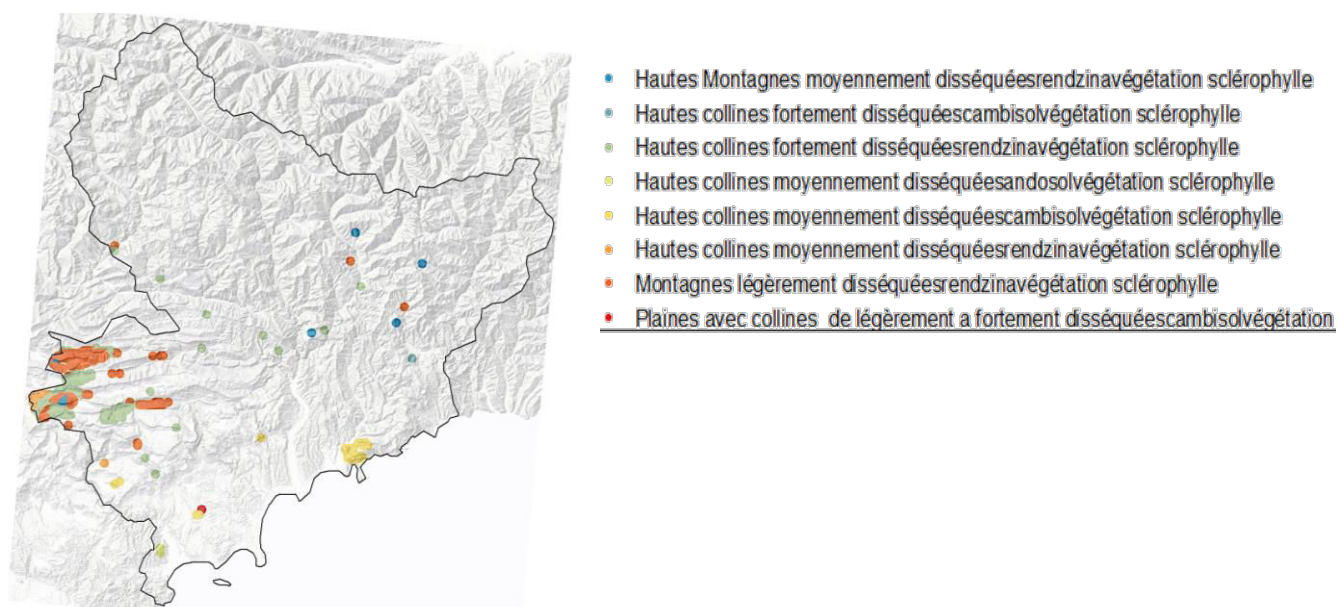 Hautes Montagnes moyennement disséquéesrendzinavégétation sclérophylle
Hautes collines fortement disséquéescambisolvégétation sclérophylle
Hautes collines fortement disséquéesrendzinavégétation sclérophylle
Hautes collines moyennement disséquéesandosolvégétation sclérophylle
Hautes collines moyennement disséquéescambisolvégétation sclérophylle
Hautes collines moyennement disséquéesrendzinavégétation sclérophylle
Montagnes légèrement disséquéesrendzinavégétation sclérophylle
Plaines avec collines de légèrement a fortement disséquéescambisolvégétation